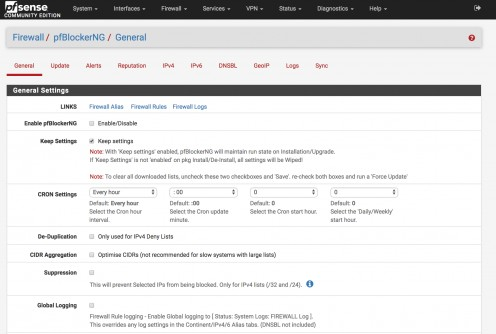 pfsense
COMMUNITY EDITION
System Interfaces Firewall Services VPN Status Diagnostics Help
Firewall / pfBlockerNG / General
General Update Alerts Reputation IPv4 IPv6 DNSBL GeoIP Logs Sync
General Settings
LINKS Firewall Alias Firewall Rules Firewall Logs
Enable pfBlockerNG Enable/Disable
Keep Settings Keep settings
Note: With 'Keep settings' enabled, pfBlockerNG will maintain run state on Installation/Upgrade.
If 'Keep Settings' is not 'enabled' on pkg Install/De-Install, all settings will be Wiped!
Note: To clear all downloaded lists, uncheck these two checkboxes and 'Save'. re-check both boxes and run a 'Force Update'
CRON Settings Every hour :00 0 0
Default: Every hour Default: :00 Default: 0 Default: 0
Select the Cron hour Select the Cron update Select the Cron start hour. Select the 'Daily/Weekly'
interval. minute. start hour.
De-Duplication Only used for IPv4 Deny Lists
CIDR Aggregation Optimise CIDRs (not recommended for slow systems with large lists)
Suppression
This will prevent Selected IPs from being blocked. Only for IPv4 lists (/32 and /24).
Global Logging
Firewall Rule logging - Enable Global logging to [ Status: System Logs: FIREWALL Log ].
This overrides any log settings in the Continent/IPv4/6 Alias tabs. (DNSBL not included)